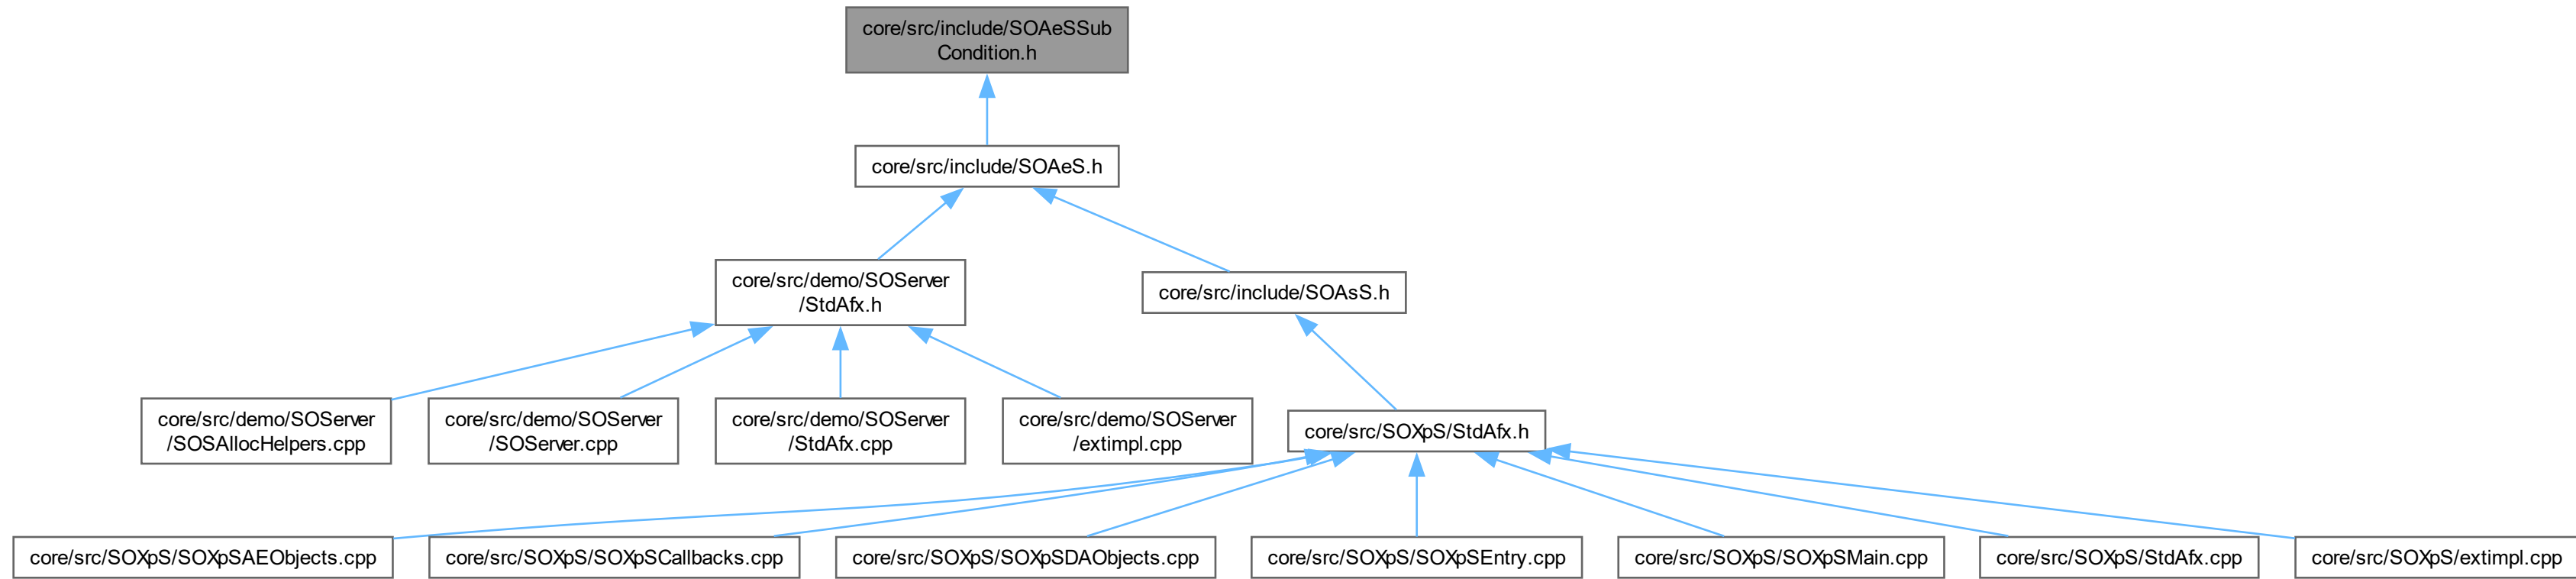 core/src/include/SOAeSSub
Condition.h
core/src/include/SOAeS.h
core/src/demo/SOServer
/StdAfx.h
core/src/include/SOAsS.h
core/src/demo/SOServer
/SOSAllocHelpers.cpp
core/src/demo/SOServer
/SOServer.cpp
core/src/demo/SOServer
/StdAfx.cpp
core/src/demo/SOServer
/extimpl.cpp
core/src/SOXpS/StdAfx.h
core/src/SOXpS/SOXpSAEObjects.cpp
core/src/SOXpS/SOXpSCallbacks.cpp
core/src/SOXpS/SOXpSDAObjects.cpp
core/src/SOXpS/SOXpSEntry.cpp
core/src/SOXpS/SOXpSMain.cpp
core/src/SOXpS/StdAfx.cpp
core/src/SOXpS/extimpl.cpp